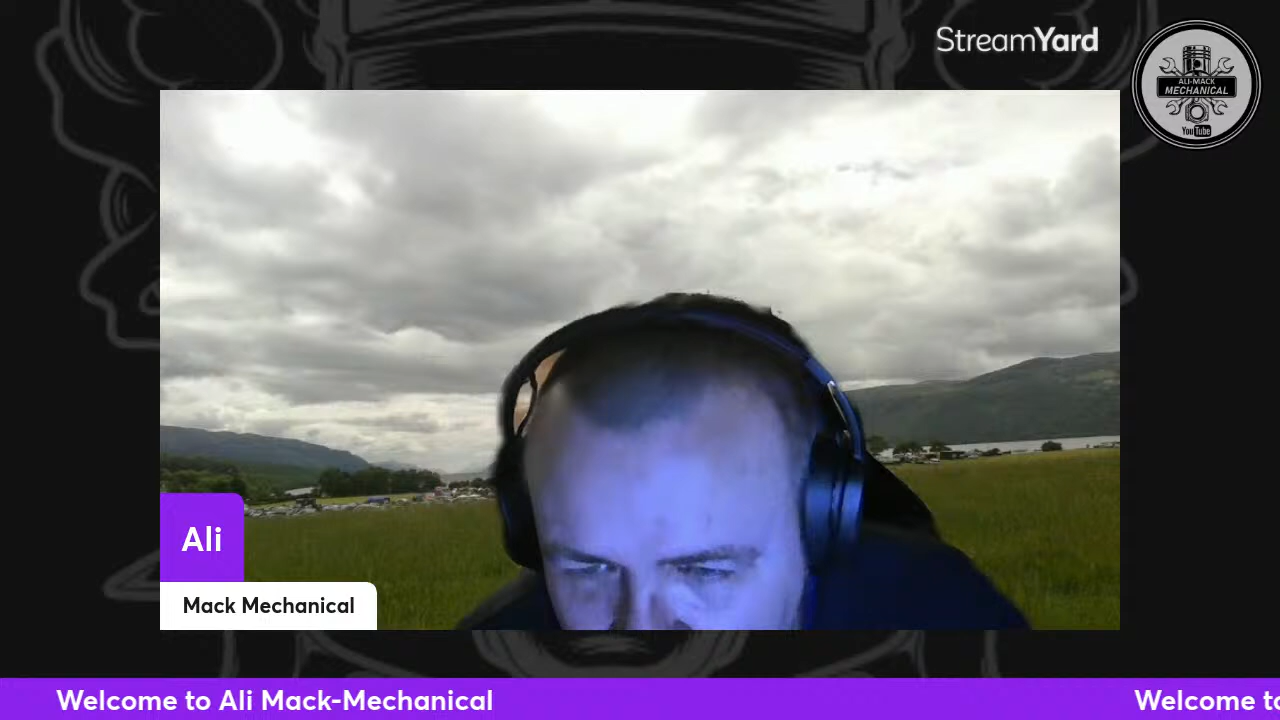 StreamYard
ALI-MACK
MECHANICAL
YouTube
Ali
Mack Mechanical
Welcome to Ali Mack-Mechanical
Welcome to